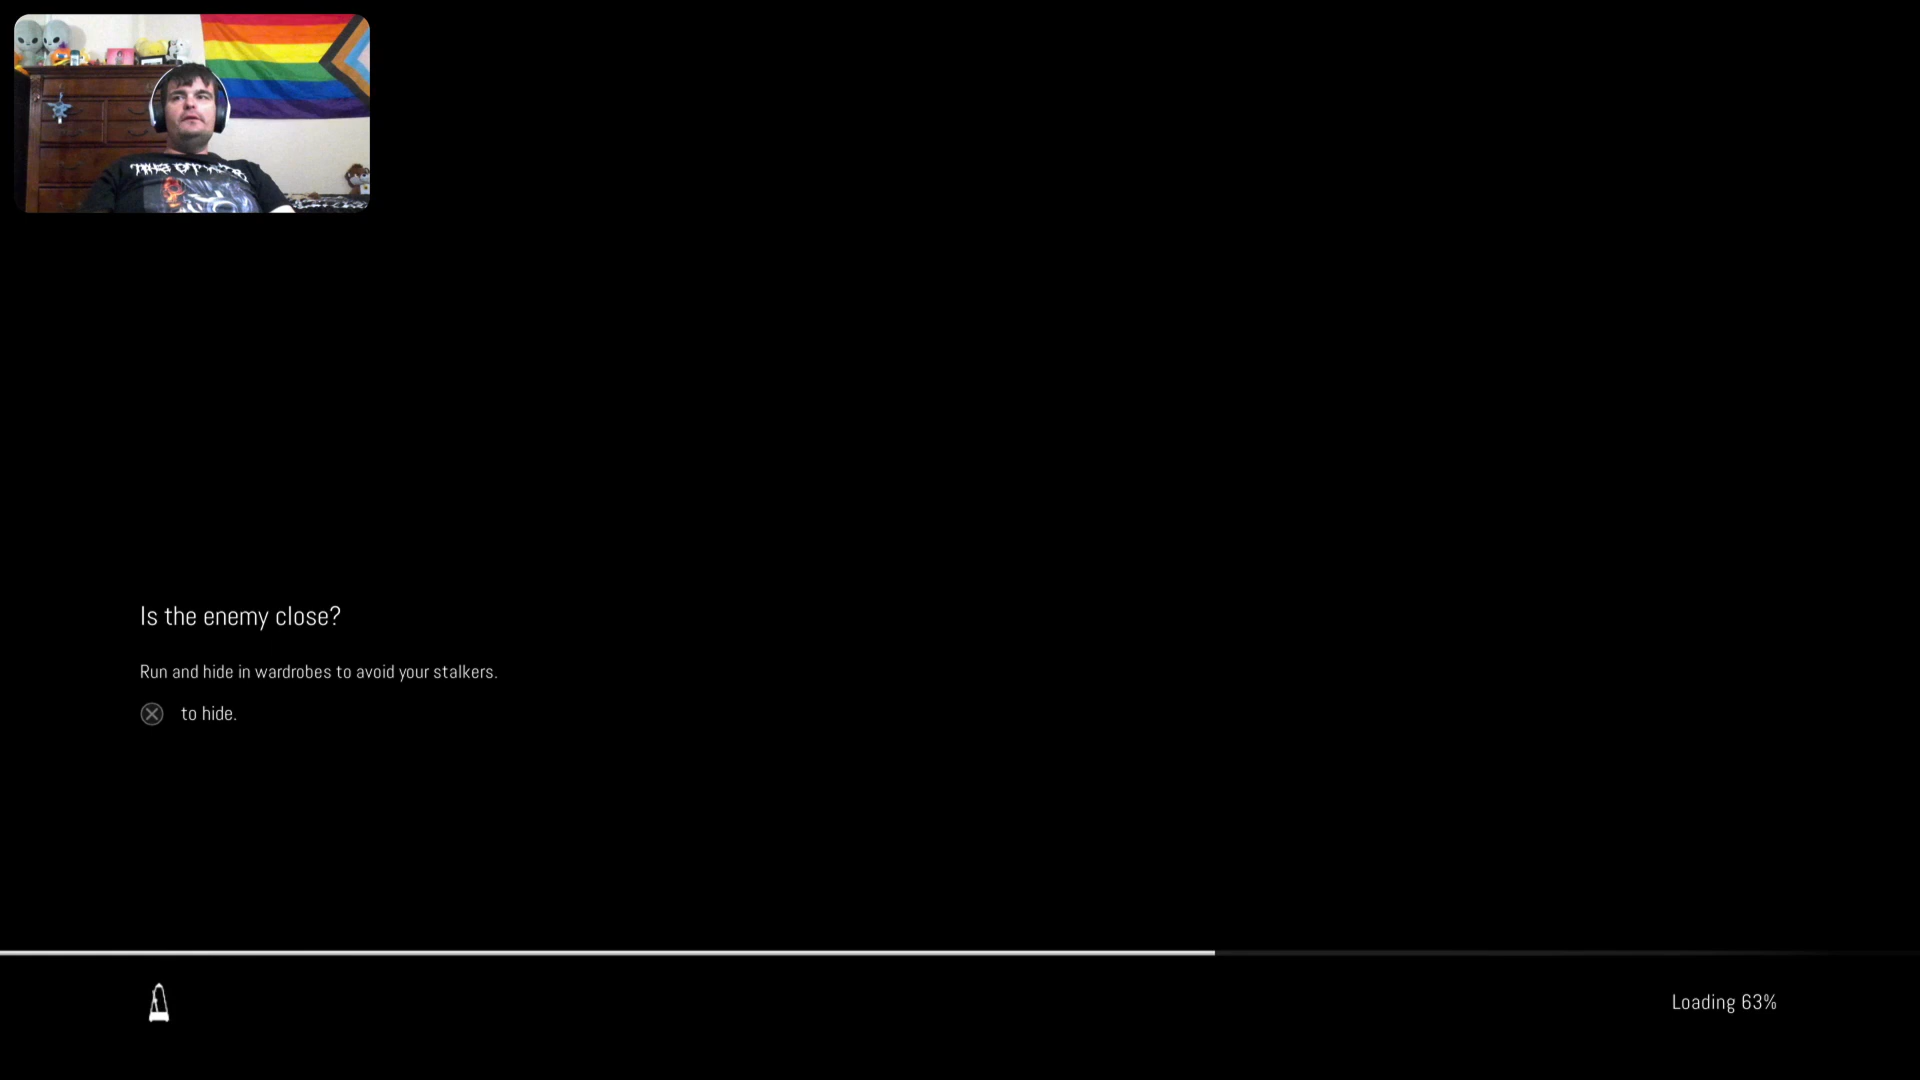 Is the enemy close?
Run and hide in wardrobes to avoid your stalkers.
to hide.
Loading 63%